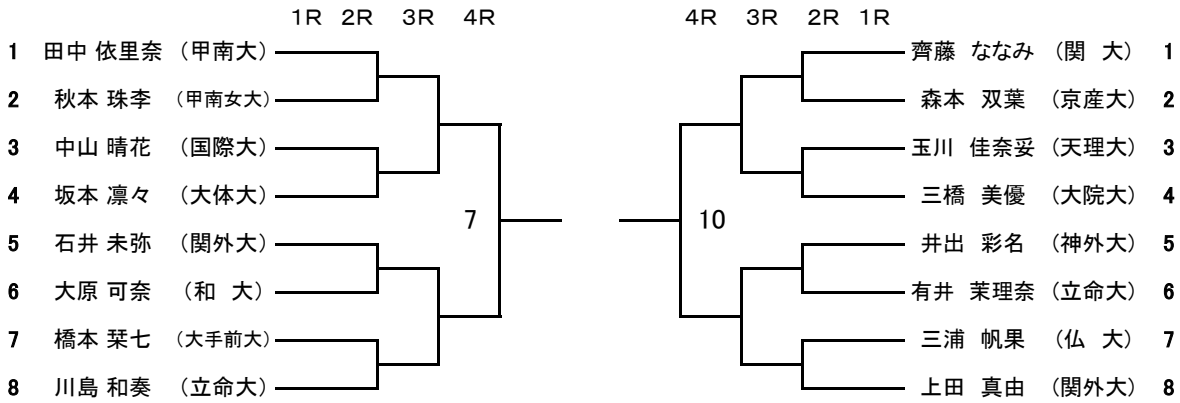 1R 2R 3R 4R 4R 3R 2R 1R
1 田中 依里奈 (甲南大) 齊藤 ななみ (関 大) 1
2 秋本 珠李 (甲南女大) 森本 双葉 (京産大) 2
3 中山 晴花 (国際大) 玉川 佳奈妥 (天理大) 3
4 坂本 凛々 (大体大) 三橋 美優 (大院大) 4
7 10
5 石井 未弥 (関外大) 井出 彩名 (神外大) 5
6 大原 可奈 (和 大) 有井 茉理奈 (立命大) 6
7 橋本 栞七 (大手前大) 三浦 帆果 (仏 大) 7
8 川島 和奏 (立命大) 上田 真由 (関外大) 8